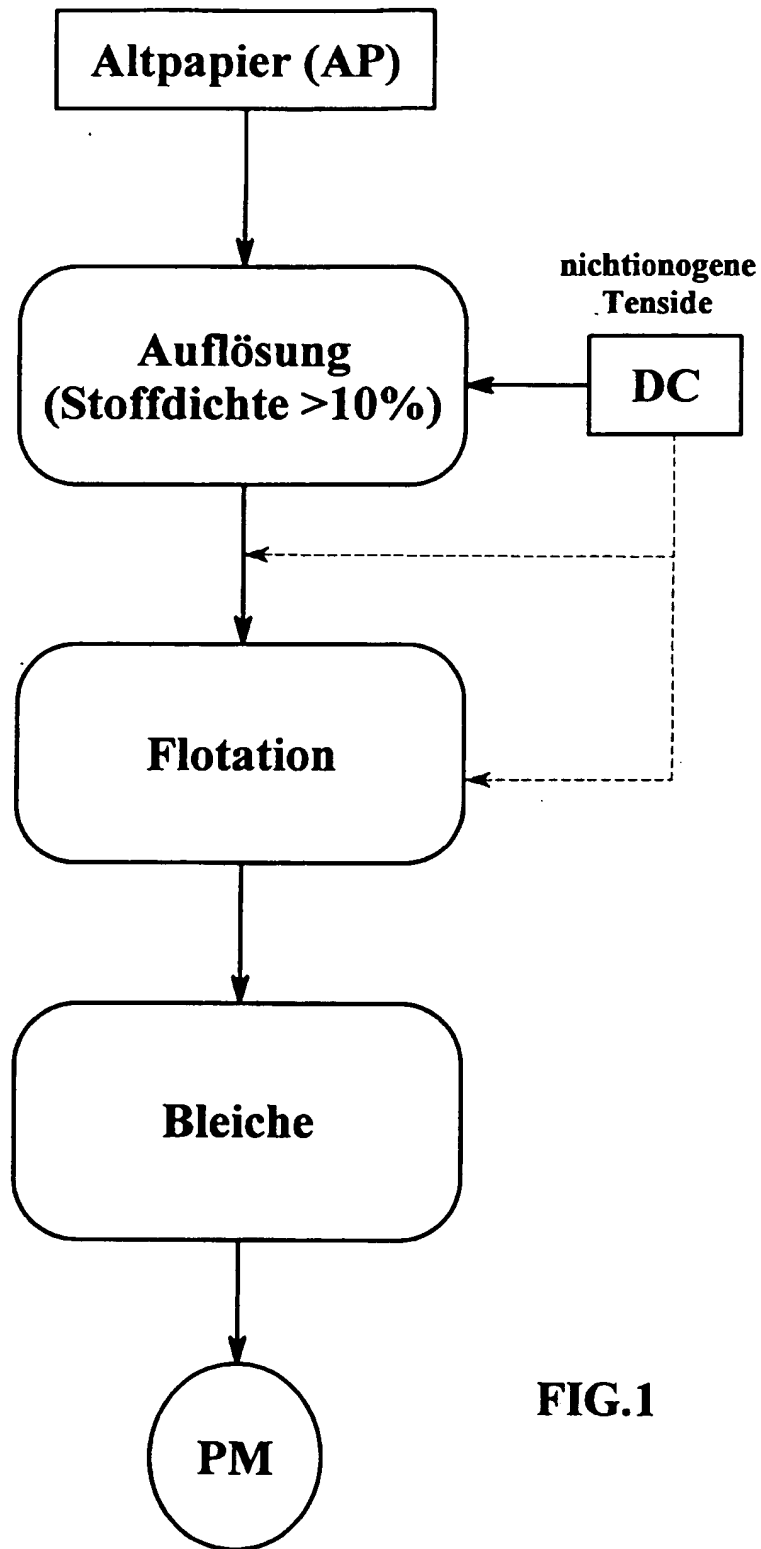 Altpapier (AP)
nichtionogene
Tenside
Auflösung
(Stoffdichte >10%)
DC
Flotation
Bleiche
PM
FIG.1